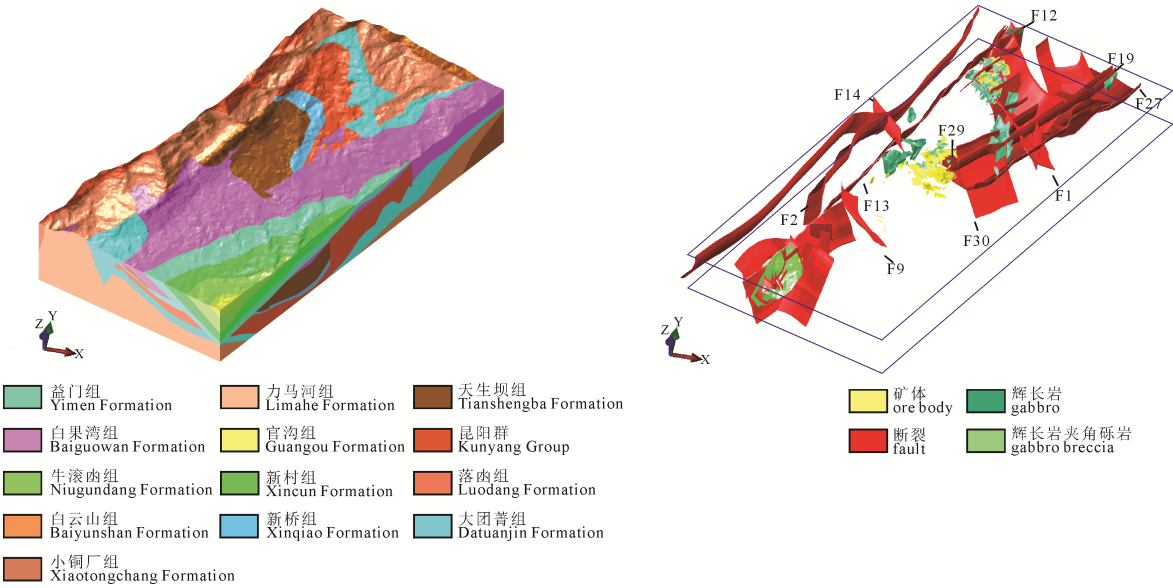 F12
F19
F27
F14
F29
F1
F13
F2
F30
F9
Z
Y
X
Z
Y
X
益门组
Yimen Formation
力马河组
Limahe Formation
天生坝组
Tianshengba Formation
白果湾组
Baiguowan Formation
官沟组
Guangou Formation
昆阳群
Kunyang Group
牛滚函组
Niugundang Formation
新村组
Xincun Formation
落函组
Luodang Formation
白云山组
Baiyunshan Formation
新桥组
Xinqiao Formation
大团菁组
Datuanjin Formation
小铜厂组
Xiaotongchang Formation
矿体
ore body
辉长岩
gabbro
断裂
fault
辉长岩夹角砾岩
gabbro breccia